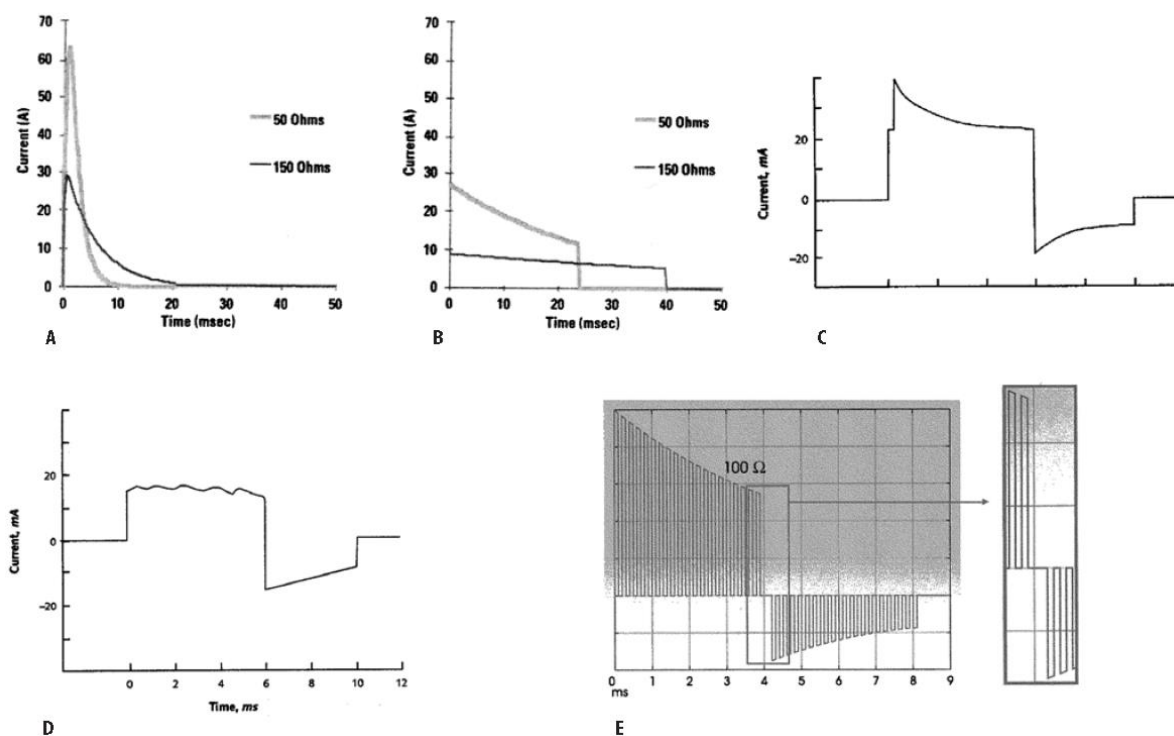 70
60
50
40
30
20
10
0
Current (A)
50 Ohms
150 Ohms
0 10 20 30 40 50
Time (msec)
A
70
60
50
40
30
20
10
0
Current (A)
50 Ohms
150 Ohms
0 10 20 30 40 50
Time (msec)
B
20
0
−20
Current, mA
C
20
0
−20
Current, mA
0 2 4 6 8 10 12
Time, ms
D
100 Ω
0 1 2 3 4 5 6 7 8 9
ms
E